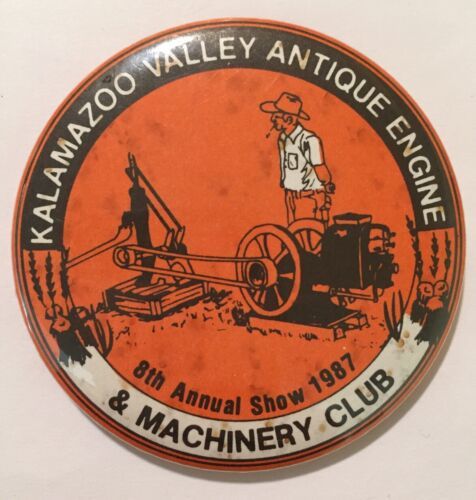 KALAMAZOO VALLEY ANTIQUE ENGINE
8th Annual Show 1987
& MACHINERY CLUB